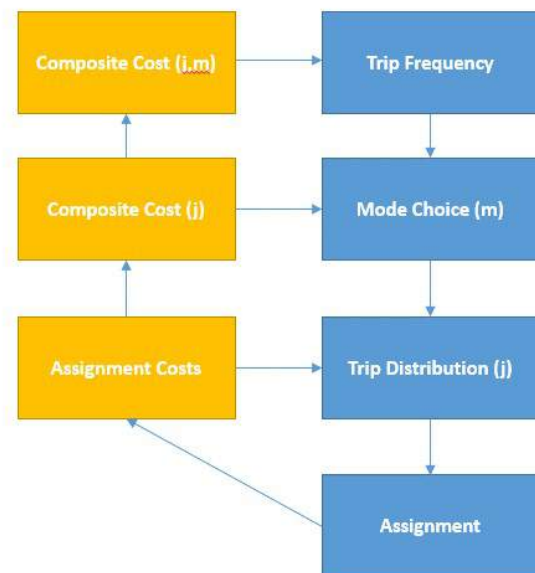 Composite Cost (j,m)
Trip Frequency
Composite Cost (j)
Mode Choice (m)
Assignment Costs
Trip Distribution (j)
Assignment